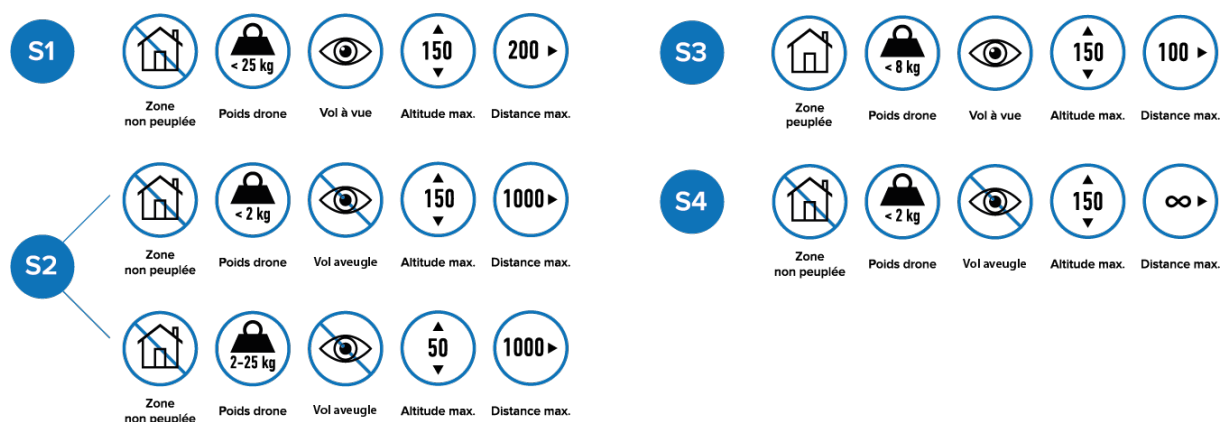 S1
< 25 kg
150
200
Zone
non peuplée
Poids drone
Vol à vue
Altitude max.
Distance max.
S2
< 2 kg
150
1000
Zone
non peuplée
Poids drone
Vol aveugle
Altitude max.
Distance max.
2-25 kg
50
1000
Zone
non peuplée
Poids drone
Vol aveugle
Altitude max.
Distance max.
S3
< 8 kg
150
100
Zone
peuplée
Poids drone
Vol à vue
Altitude max.
Distance max.
S4
< 2 kg
150
∞
Zone
non peuplée
Poids drone
Vol aveugle
Altitude max.
Distance max.